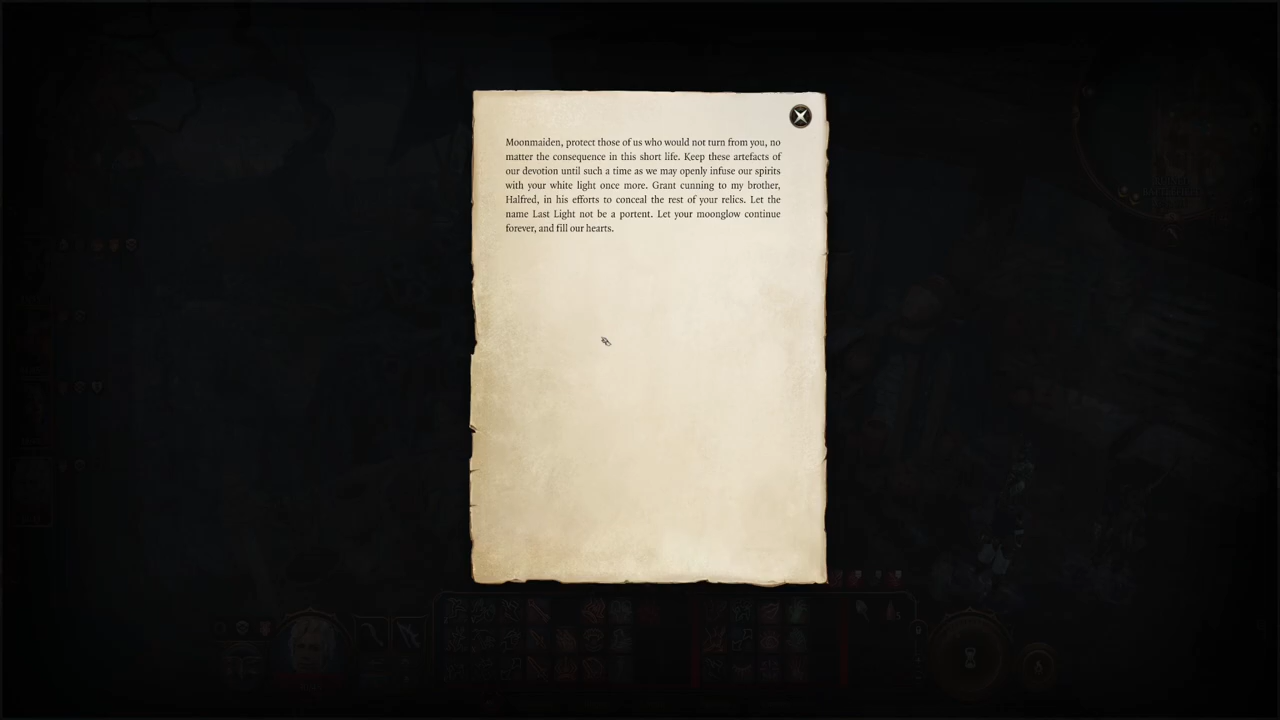 Moonmaiden, protect those of us who would not turn from you, no
matter the consequence in this short life. Keep these artefacts of
our devotion until such a time as we may openly infuse our spirits
with your white light once more. Grant cunning to my brother,
Halfred, in his efforts to conceal the rest of your relics. Let the
name Last Light not be a portent. Let your moonglow continue
forever, and fill our hearts.